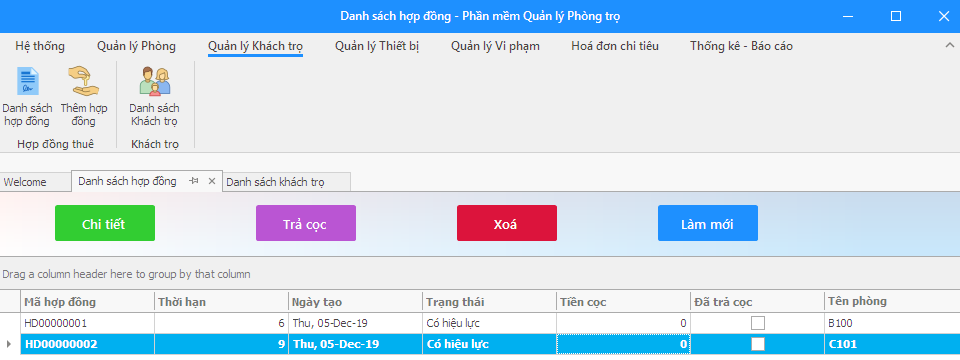 Danh sách hợp đồng - Phần mềm Quản lý Phòng trọ
Hệ thống Quản lý Phòng Quản lý Khách trọ Quản lý Thiết bị Quản lý Vi phạm Hoá đơn chi tiêu Thống kê - Báo cáo
Danh sách hợp đồng Thêm hợp đồng Danh sách Khách trọ
Hợp đồng thuê Khách trọ
Welcome Danh sách hợp đồng Danh sách khách trọ
Chi tiết Trả cọc Xoá Làm mới
Drag a column header here to group by that column
Mã hợp đồng Thời hạn Ngày tạo Trạng thái Tiền cọc Đã trả cọc Tên phòng
HD00000001 6 Thu, 05-Dec-19 Có hiệu lực 0 B100
HD00000002 9 Thu, 05-Dec-19 Có hiệu lực 0 C101